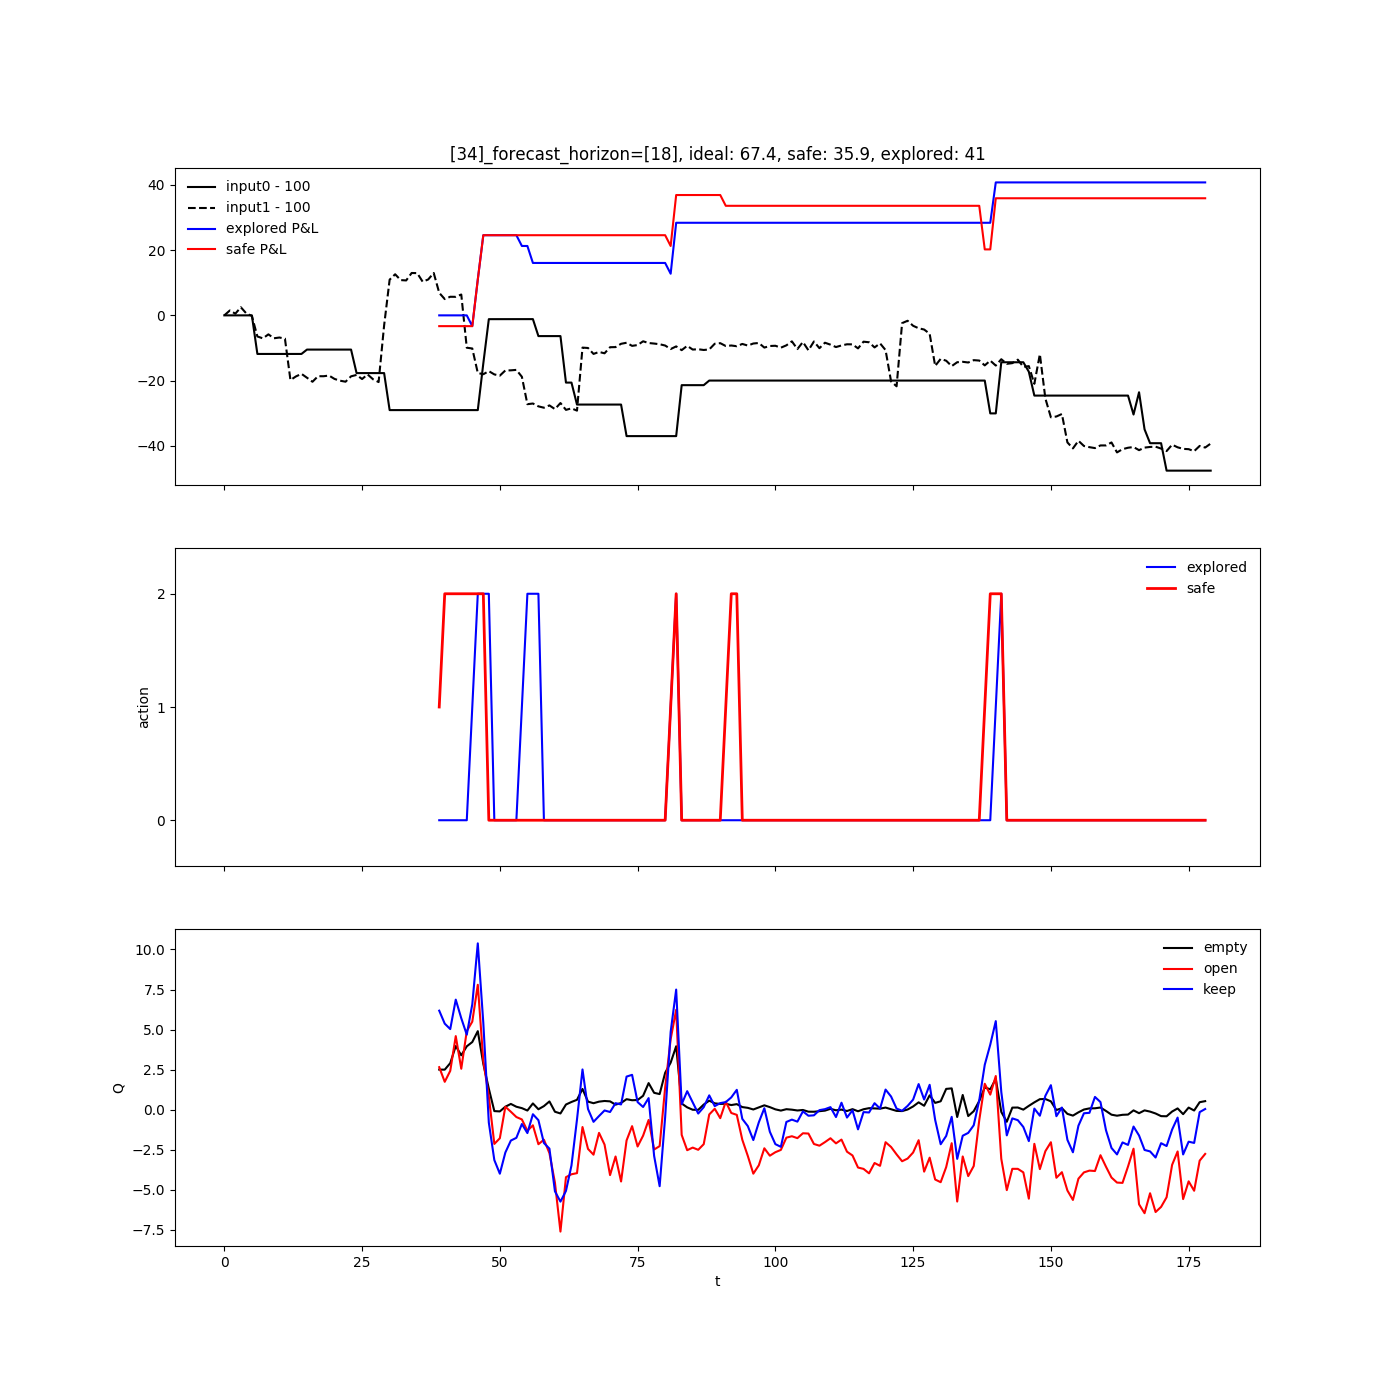 [34]_forecast_horizon=[18], ideal: 67.4, safe: 35.9, explored: 41
input0 - 100
input1 - 100
explored P&L
safe P&L
40
20
0
−20
−40
explored
safe
2
1
0
action
empty
open
keep
10.0
7.5
5.0
2.5
0.0
−2.5
−5.0
−7.5
Q
0 25 50 75 100 125 150 175
t